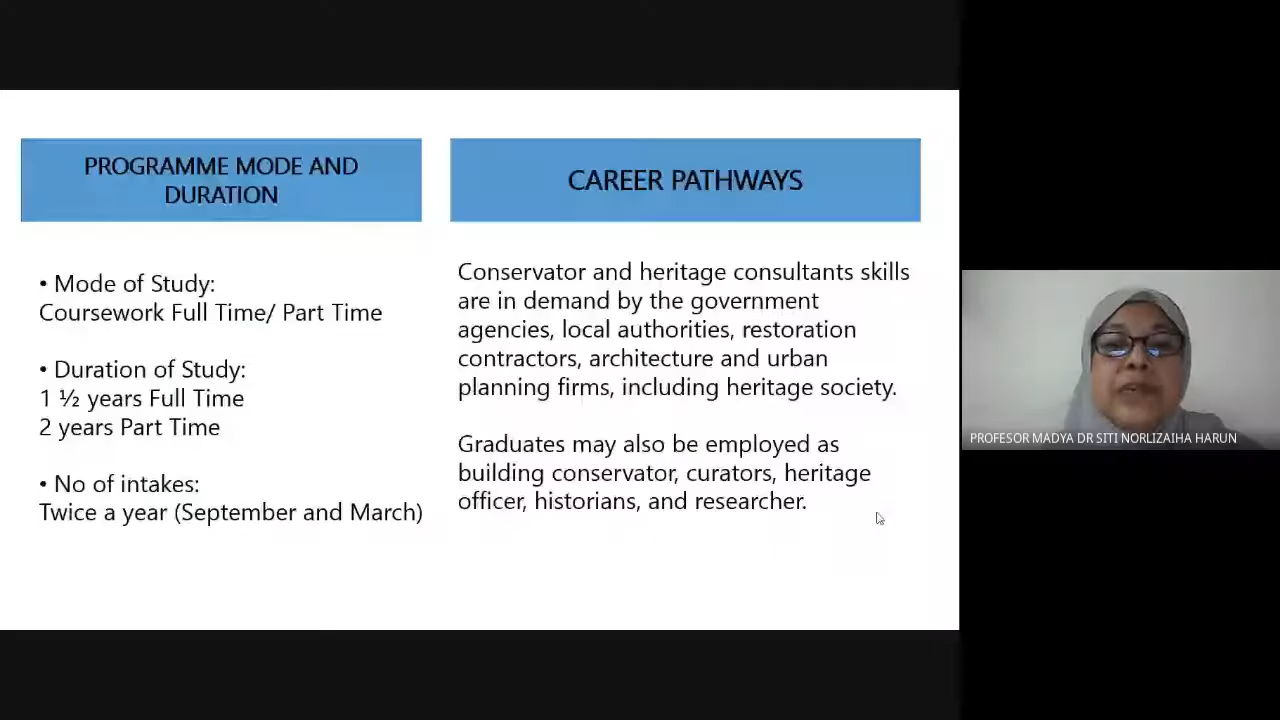 PROGRAMME MODE AND
DURATION
• Mode of Study:
Coursework Full Time/ Part Time
• Duration of Study:
1 ½ years Full Time
2 years Part Time
• No of intakes:
Twice a year (September and March)
CAREER PATHWAYS
Conservator and heritage consultants skills
are in demand by the government
agencies, local authorities, restoration
contractors, architecture and urban
planning firms, including heritage society.
Graduates may also be employed as
building conservator, curators, heritage
officer, historians, and researcher.
PROFESOR MADYA DR SITI NORLIZAIHA HARUN